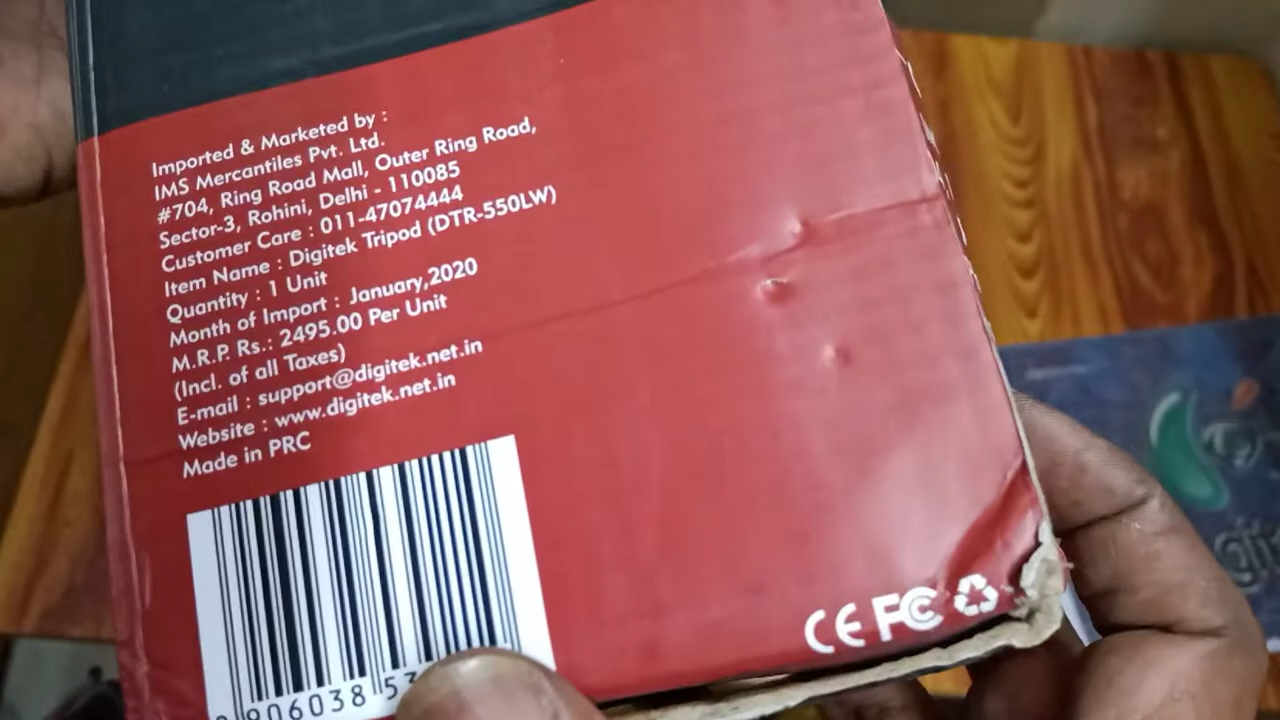 Imported & Marketed by :
IMS Mercantiles Pvt. Ltd.
#704, Ring Road Mall, Outer Ring Road,
Sector-3, Rohini, Delhi - 110085
Customer Care : 011-47074444
Item Name : Digitek Tripod (DTR-550LW)
Quantity : 1 Unit
Month of Import : January,2020
M.R.P. Rs.: 2495.00 Per Unit
(Incl. of all Taxes)
E-mail : support@digitek.net.in
Website : www.digitek.net.in
Made in PRC
906038 53
CE FC